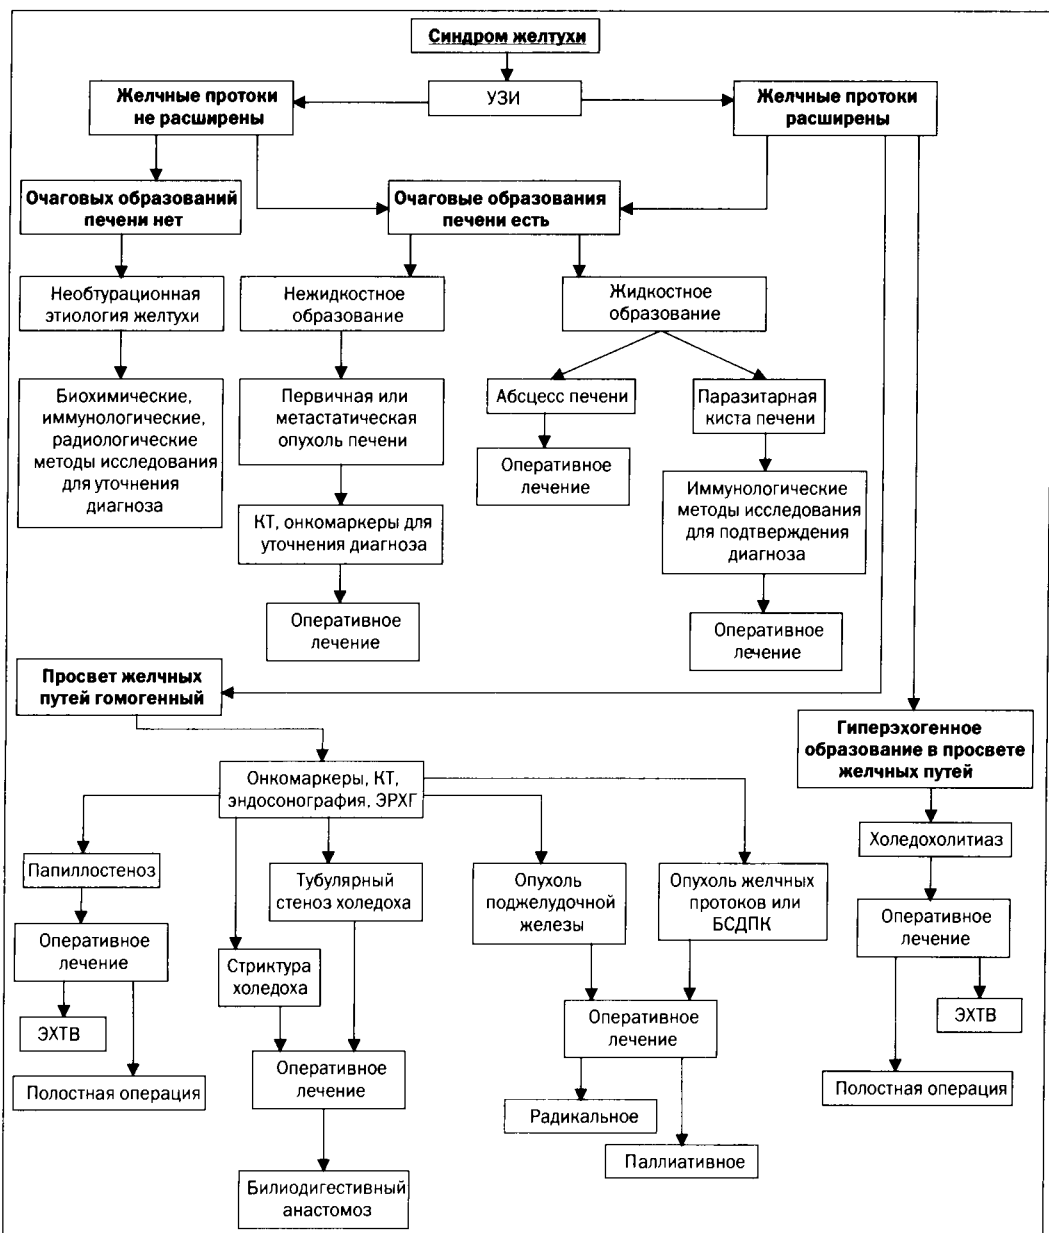 Синдром желтухи
УЗИ
Желчные протоки
не расширены
Желчные протоки
расширены
Очаговых образований
печени нет
Очаговые образования
печени есть
Необтурационная
этиология желтухи
Нежидкостное
образование
Жидкостное
образование
Биохимические,
иммунологические,
радиологические
методы исследования
для уточнения
диагноза
Первичная или
метастатическая
опухоль печени
Абсцесс печени
Паразитарная
киста печени
Оперативное
лечение
Иммунологические
методы исследования
для подтверждения
диагноза
КТ, онкомаркеры для
уточнения диагноза
Оперативное
лечение
Оперативное
лечение
Просвет желчных
путей гомогенный
Гиперэхогенное
образование в просвете
желчных путей
Онкомаркеры, КТ,
эндосонография, ЭРХГ
Холедохолитиаз
Папиллостеноз
Тубулярный
стеноз холедоха
Опухоль
поджелудочной
железы
Опухоль желчных
протоков или
БСДПК
Оперативное
лечение
Оперативное
лечение
Стриктура
холедоха
ЭХТВ
Оперативное
лечение
ЭХТВ
Полостная операция
Оперативное
лечение
Полостная операция
Радикальное
Паллиативное
Билиодигестивный
анастомоз